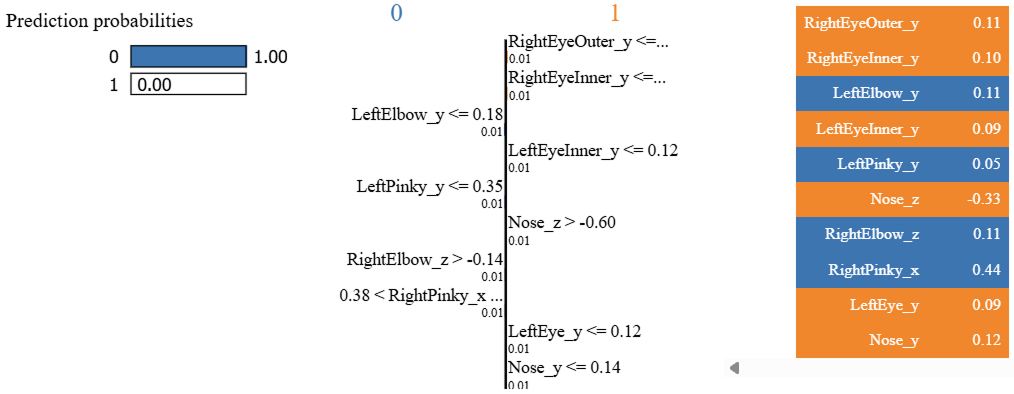 Prediction probabilities
0 1.00
1 0.00
0 1
RightEyeOuter_y <=...
0.01
RightEyeInner_y <=...
0.01
LeftElbow_y <= 0.18
0.01
LeftEyeInner_y <= 0.12
0.01
LeftPinky_y <= 0.35
0.01
Nose_z > -0.60
0.01
RightElbow_z > -0.14
0.01
0.38 < RightPinky_x ...
0.01
LeftEye_y <= 0.12
0.01
Nose_y <= 0.14
0.01
RightEyeOuter_y 0.11
RightEyeInner_y 0.10
LeftElbow_y 0.11
LeftEyeInner_y 0.09
LeftPinky_y 0.05
Nose_z -0.33
RightElbow_z 0.11
RightPinky_x 0.44
LeftEye_y 0.09
Nose_y 0.12